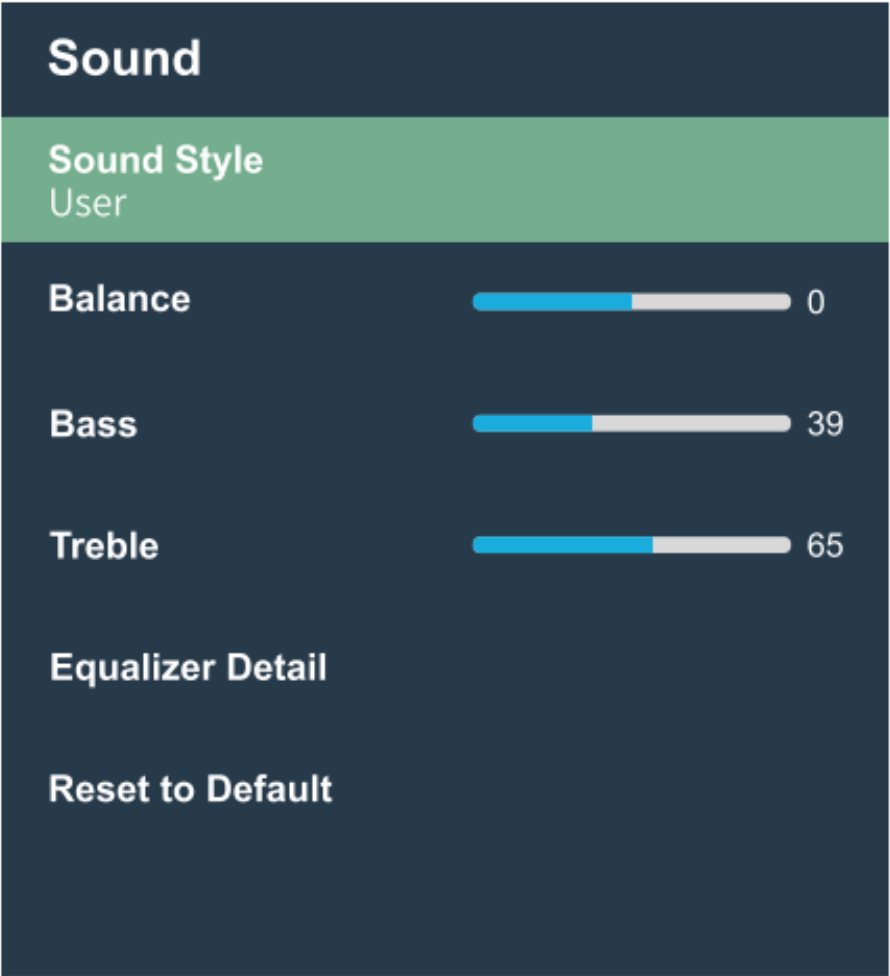 Sound
Sound Style
User
Balance 0
Bass 39
Treble 65
Equalizer Detail
Reset to Default